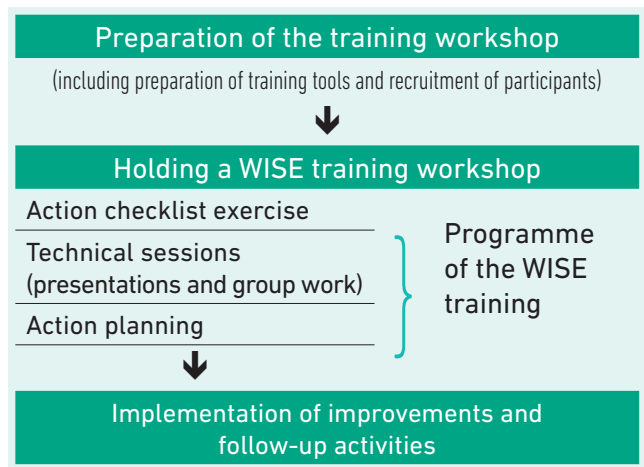 Preparation of the training workshop
(including preparation of training tools and recruitment of participants)
Holding a WISE training workshop
Action checklist exercise
Technical sessions
(presentations and group work)
Action planning
Programme
of the WISE
training
Implementation of improvements and
follow-up activities